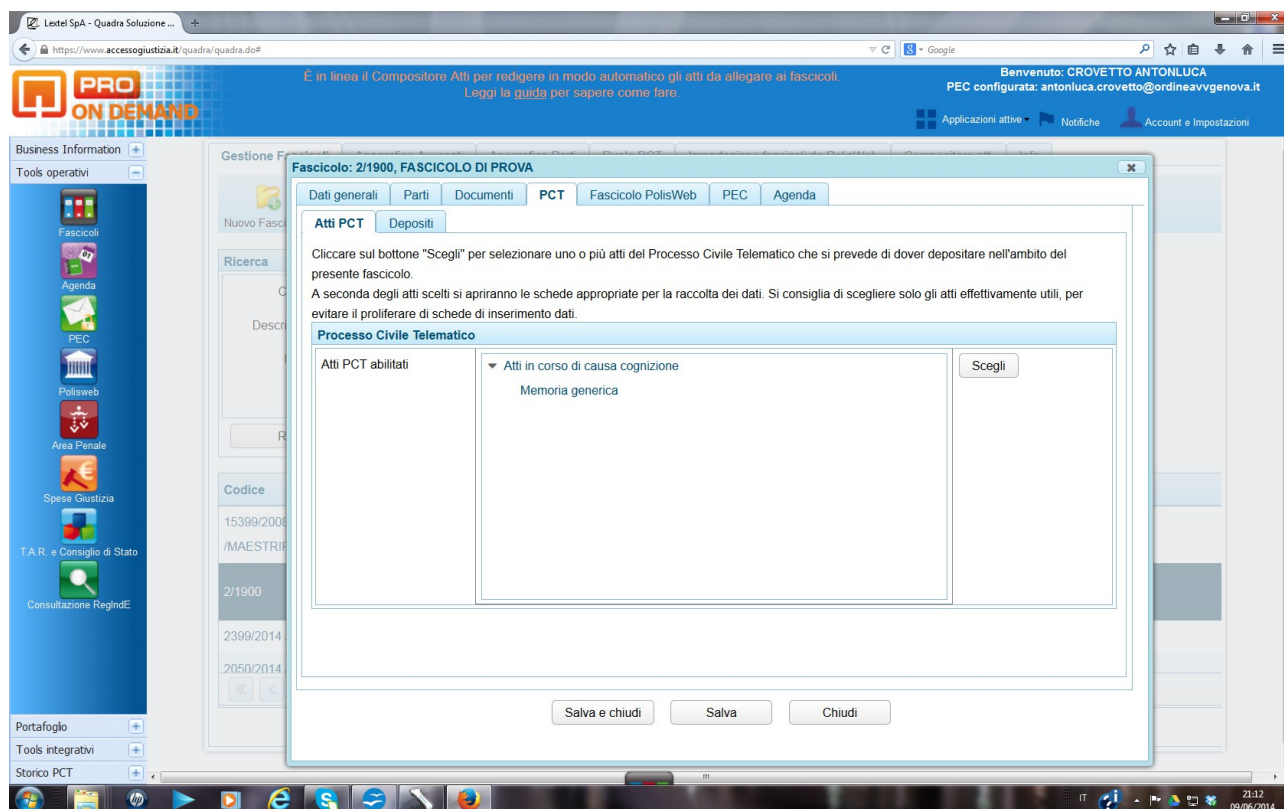 Lextel SpA - Quadra Soluzione ...
https://www.accessogiustizia.it/quadra/quadra.do#
Google
PRO
ON DEMAND
È in linea il Compositore Atti per redigere in modo automatico gli atti da allegare ai fascicoli.
Leggi la guida per sapere come fare.
Benvenuto: CROVETTO ANTONLUCA
PEC configurata: antonluca.crovetto@ordineavvgenova.it
Applicazioni attive
Notifiche
Account e Impostazioni
Business Information
Tools operativi
Fascicoli
Agenda
PEC
Polisweb
Area Penale
Spese Giustizia
T.A.R. e Consiglio di Stato
Consultazione RegIndE
Portafoglio
Tools integrativi
Storico PCT
Gestione
Nuovo
Ricerca
Codice
15399/2008
2/1900
2399/2014
2050/2014
Fascicolo: 2/1900, FASCICOLO DI PROVA
Dati generali Parti Documenti PCT Fascicolo PolisWeb PEC Agenda
Atti PCT Depositi
Cliccare sul bottone "Scegli" per selezionare uno o più atti del Processo Civile Telematico che si prevede di dover depositare nell'ambito del
presente fascicolo.
A seconda degli atti scelti si apriranno le schede appropriate per la raccolta dei dati. Si consiglia di scegliere solo gli atti effettivamente utili, per
evitare il proliferare di schede di inserimento dati.
Processo Civile Telematico
Atti PCT abilitati
Atti in corso di causa cognizione
Memoria generica
Scegli
Salva e chiudi Salva Chiudi
IT
21:12
09/06/2014